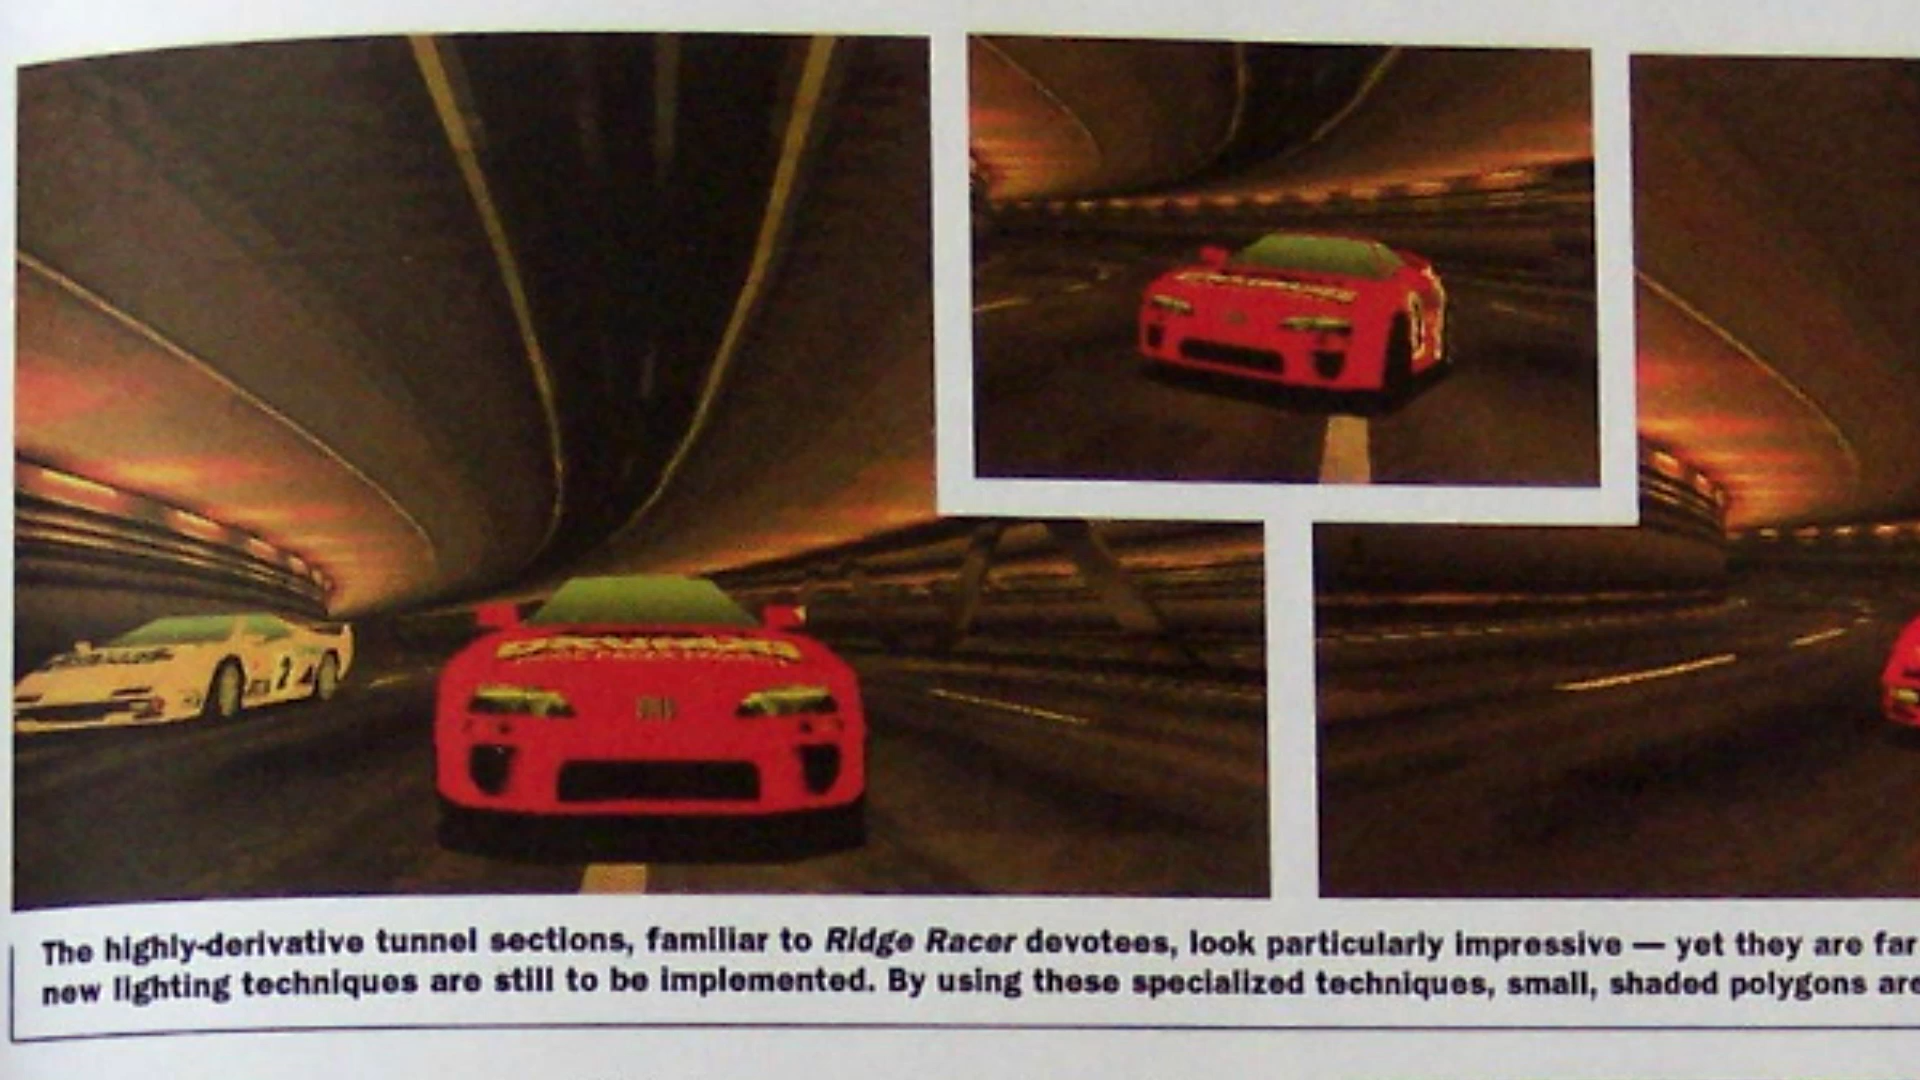 The highly-derivative tunnel sections, familiar to Ridge Racer devotees, look particularly impressive — yet they are far
new lighting techniques are still to be implemented. By using these specialized techniques, small, shaded polygons are
2